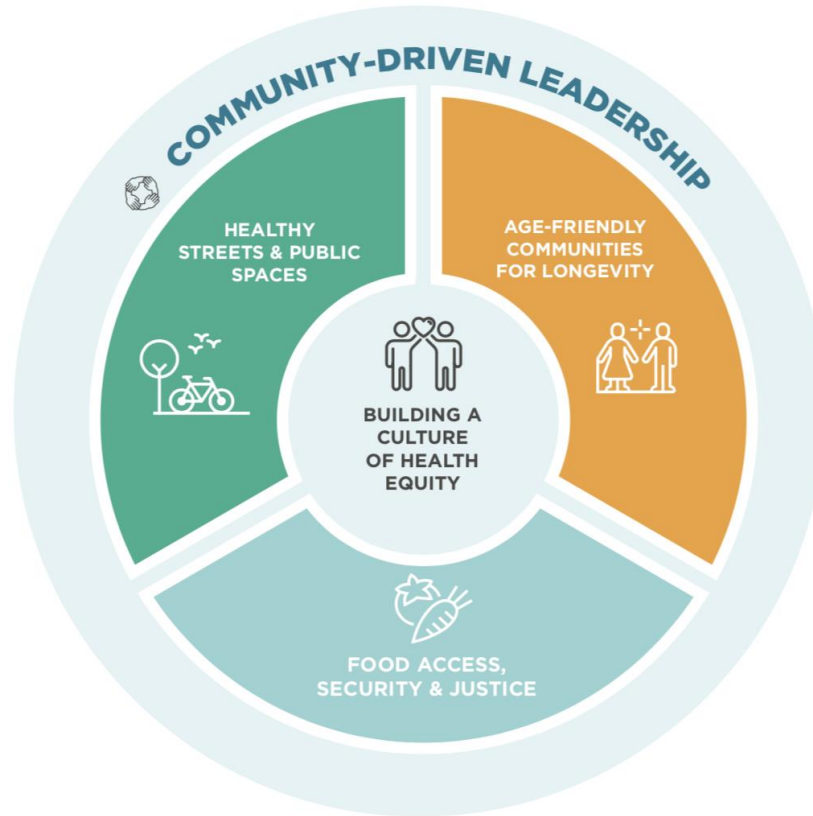 COMMUNITY-DRIVEN LEADERSHIP
HEALTHY
STREETS & PUBLIC
SPACES
AGE-FRIENDLY
COMMUNITIES
FOR LONGEVITY
BUILDING A
CULTURE
OF HEALTH
EQUITY
FOOD ACCESS,
SECURITY & JUSTICE